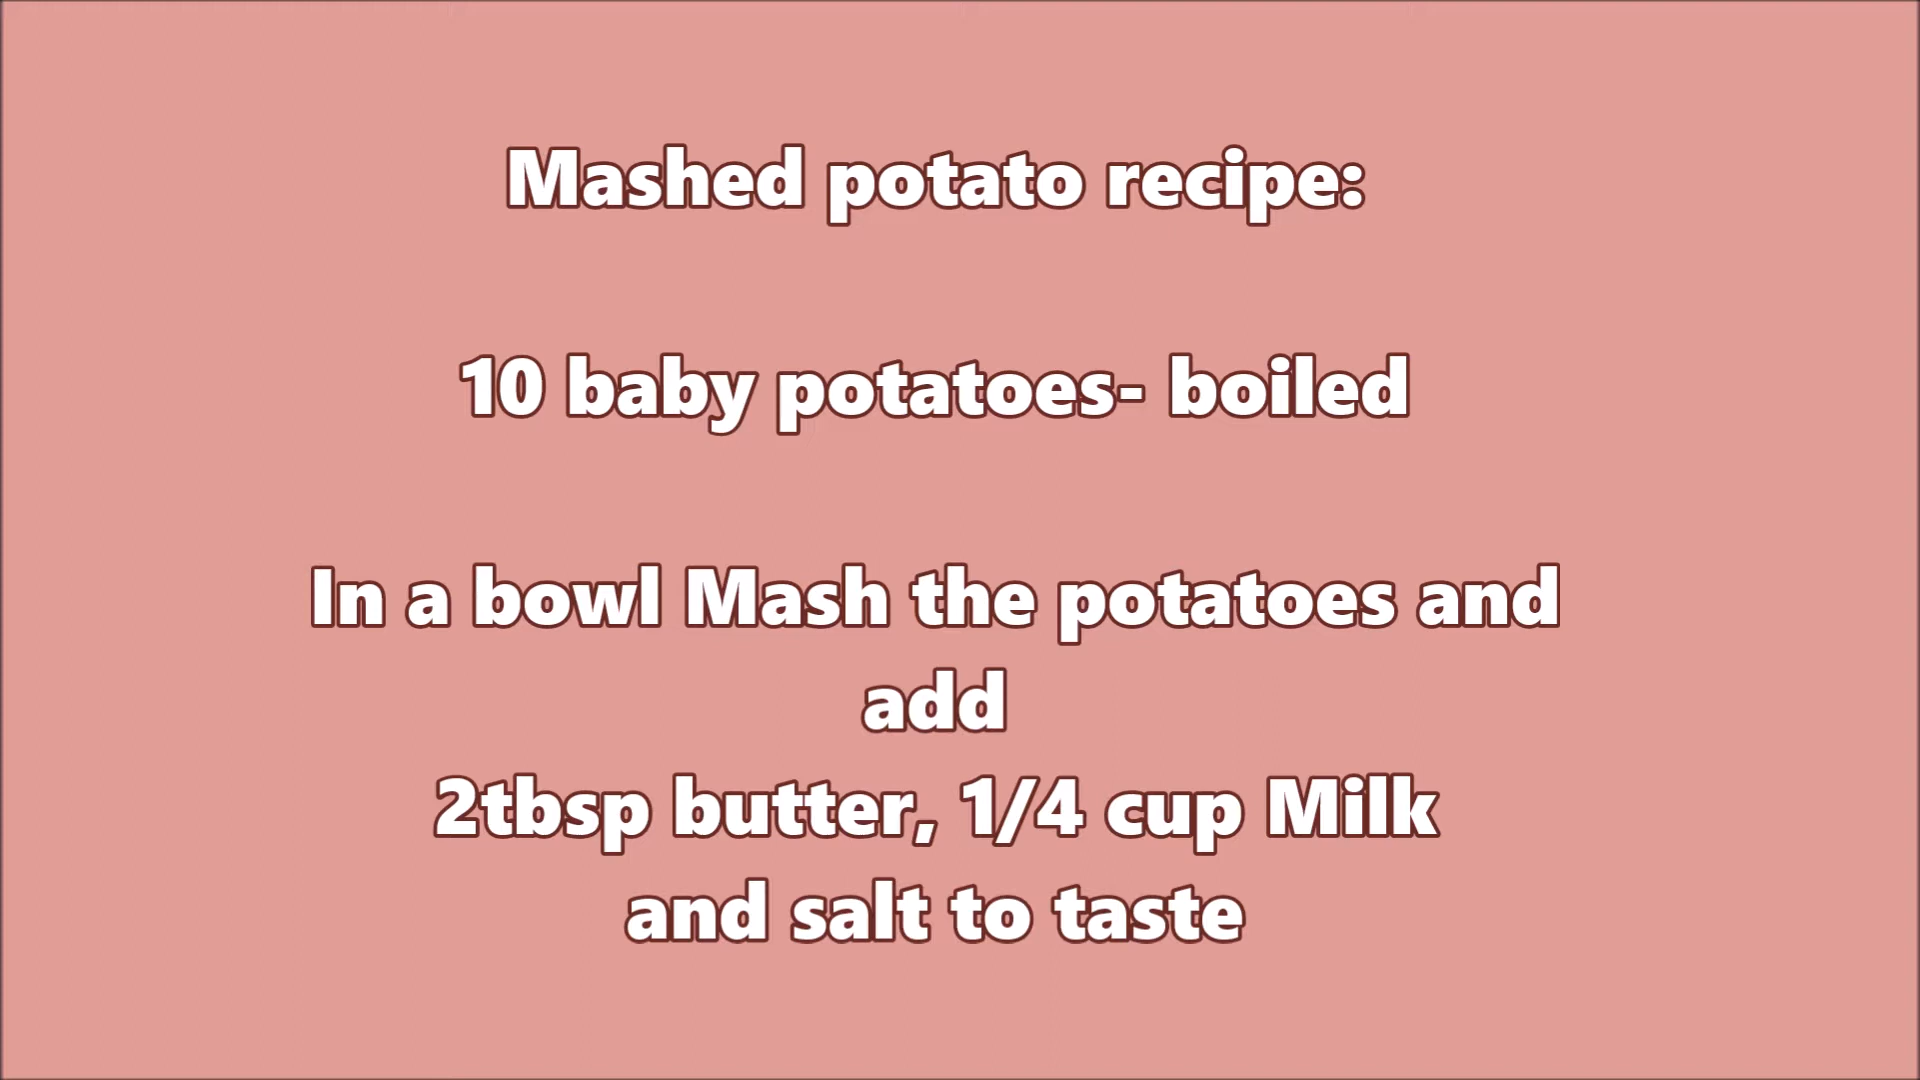 Mashed potato recipe:
10 baby potatoes- boiled
In a bowl Mash the potatoes and
add
2tbsp butter, 1/4 cup Milk
and salt to taste